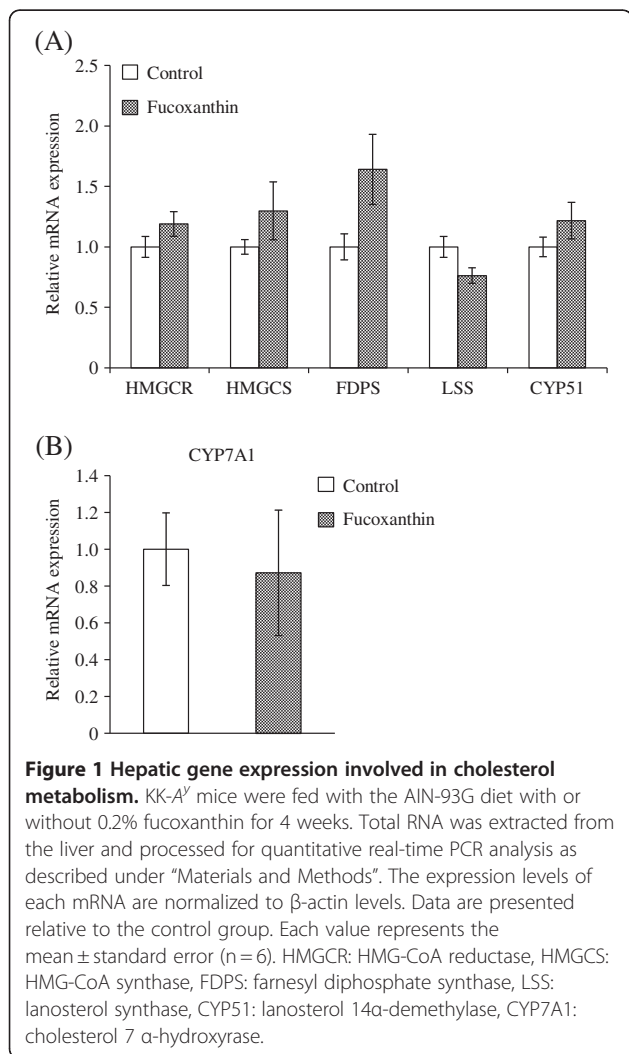 (A)
2.5
2.0
1.5
1.0
0.5
0
Relative mRNA expression
Control
Fucoxanthin
HMGCR HMGCS FDPS LSS CYP51
(B)
CYP7A1
1.4
1.2
1.0
0.8
0.6
0.4
0.2
0
Relative mRNA expression
Control
Fucoxanthin
Figure 1 Hepatic gene expression involved in cholesterol
metabolism. KK-Aʸ mice were fed with the AIN-93G diet with or
without 0.2% fucoxanthin for 4 weeks. Total RNA was extracted from
the liver and processed for quantitative real-time PCR analysis as
described under “Materials and Methods”. The expression levels of
each mRNA are normalized to β-actin levels. Data are presented
relative to the control group. Each value represents the
mean ± standard error (n = 6). HMGCR: HMG-CoA reductase, HMGCS:
HMG-CoA synthase, FDPS: farnesyl diphosphate synthase, LSS:
lanosterol synthase, CYP51: lanosterol 14α-demethylase, CYP7A1:
cholesterol 7 α-hydroxyrase.